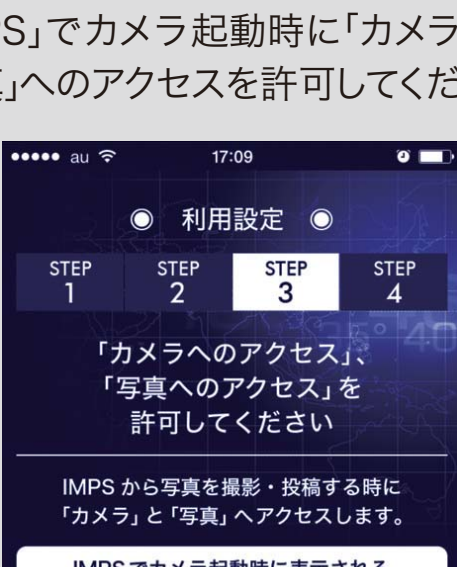 PS」でカメラ起動時に「カメラ
」へのアクセスを許可してくだ
au 17:09
◉ 利用設定 ◉
STEP STEP STEP STEP
1 2 3 4
35° 40
「カメラへのアクセス」、
「写真へのアクセス」を
許可してください
IMPS から写真を撮影・投稿する時に
「カメラ」と「写真」へアクセスします。
IMPSでカメラ起動時に表示される